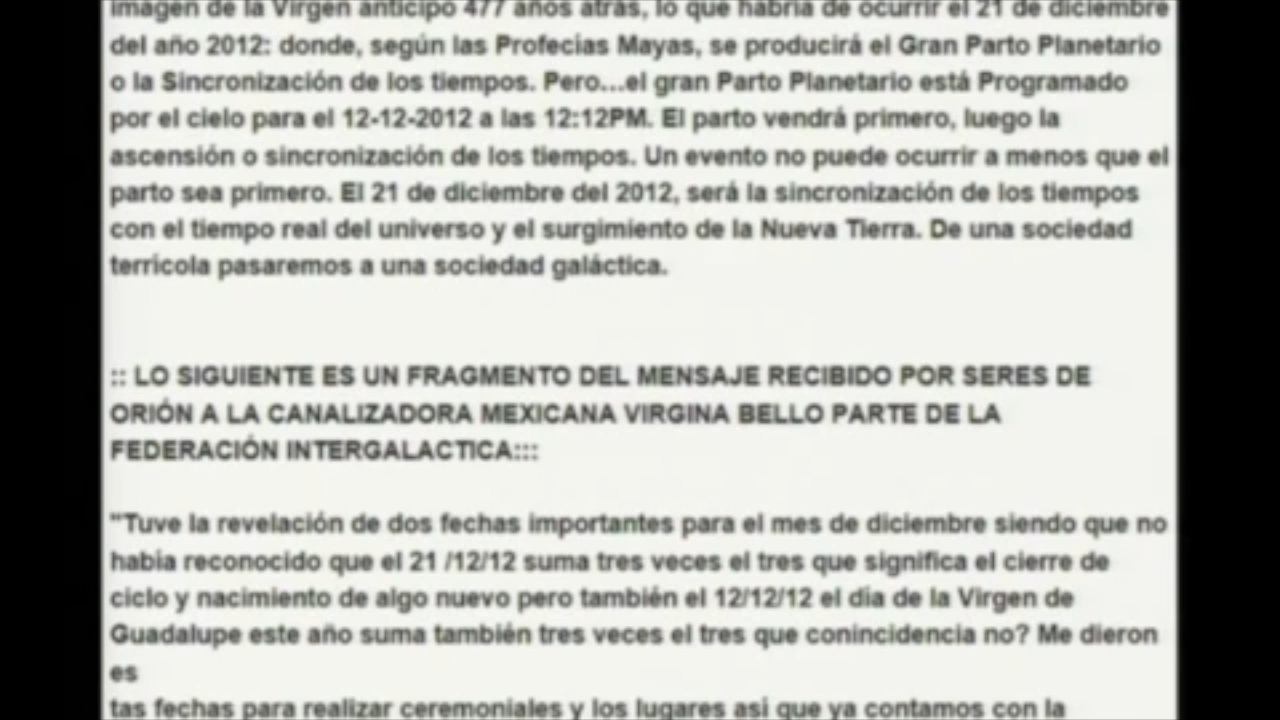 imagen de la Virgen anticipó 477 años atrás, lo que habría de ocurrir el 21 de diciembre
del año 2012: donde, según las Profecías Mayas, se producirá el Gran Parto Planetario
o la Sincronización de los tiempos. Pero...el gran Parto Planetario está Programado
por el cielo para el 12-12-2012 a las 12:12PM. El parto vendrá primero, luego la
ascensión o sincronización de los tiempos. Un evento no puede ocurrir a menos que el
parto sea primero. El 21 de diciembre del 2012, será la sincronización de los tiempos
con el tiempo real del universo y el surgimiento de la Nueva Tierra. De una sociedad
terrícola pasaremos a una sociedad galáctica.
:: LO SIGUIENTE ES UN FRAGMENTO DEL MENSAJE RECIBIDO POR SERES DE
ORIÓN A LA CANALIZADORA MEXICANA VIRGINA BELLO PARTE DE LA
FEDERACIÓN INTERGALACTICA:::
"Tuve la revelación de dos fechas importantes para el mes de diciembre siendo que no
había reconocido que el 21 /12/12 suma tres veces el tres que significa el cierre de
ciclo y nacimiento de algo nuevo pero también el 12/12/12 el día de la Virgen de
Guadalupe este año suma también tres veces el tres que conincidencia no? Me dieron
es
tas fechas para realizar ceremoniales y los lugares así que ya contamos con la